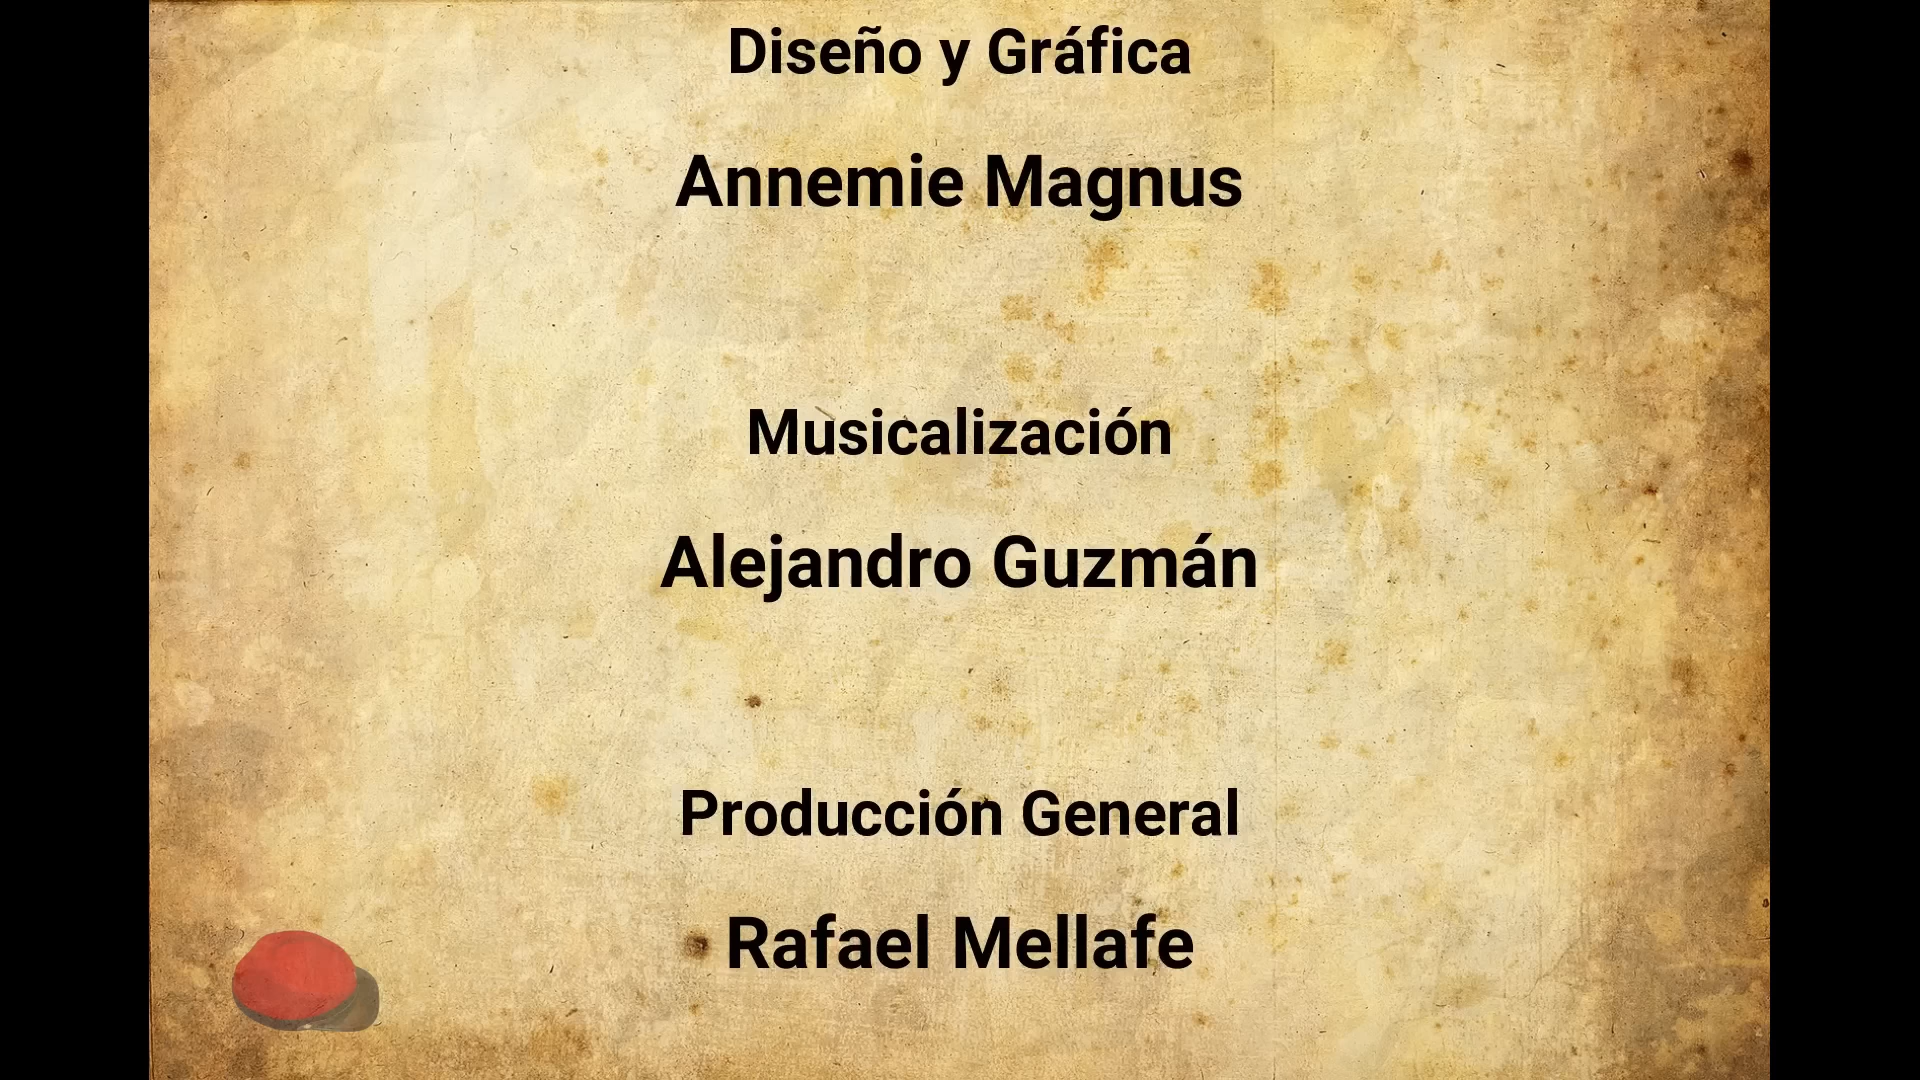 Diseño y Gráfica
Annemie Magnus
Musicalización
Alejandro Guzmán
Producción General
Rafael Mellafe